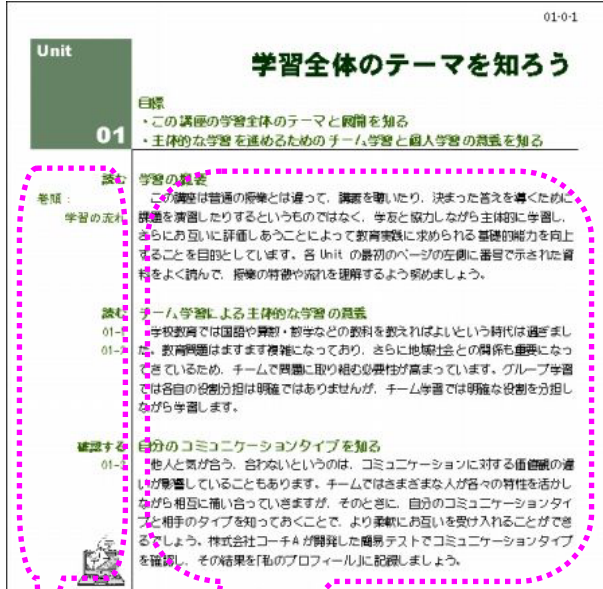 01-0-1
Unit
01
学習全体のテーマを知ろう
目標
・この講座の学習全体のテーマと展開を知る
・主体的な学習を進めるためのチーム学習と個人学習の意義を知る
読む 学習の
巻頭:
学習の流れ
この講座は普通の授業とは違って、講義を聴いたり、決まった答えを導くために
課題を演習したりするというものではなく、学友と協力しながら主体的に学習し、
さらにお互いに評価しあうことによって教育実践に求められる基礎的能力を向上
することを目的としています。各 Unit の最初のページの左側に番号で示された資
料をよく読んで、授業の特徴や流れを理解するよう努めましょう。
読む チーム学習による主体的な学習の意義
01-
01-
学校教育では国語や算数・数学などの教科を教えればよいという時代は過ぎまし
た。教育問題はますます複雑になっており、さらに地域社会との関係も重要になっ
てきているため、チームで問題に取り組む必要性が高まっています。グループ学習
では各自の役割分担は明確ではありませんが、チーム学習では明確な役割を分担し
ながら学習します。
確認する 自分のコミュニケーションタイプを知る
01-
他人と気が合う、合わないというのは、コミュニケーションに対する価値観の違
いが影響していることもあります。チームではさまざまな人が各々の特性を活かし
ながら相互に補い合っていきますが、そのときに、自分のコミュニケーションタイ
プと相手のタイプを知っておくことで、より柔軟にお互いを受け入れることができ
るでしょう。株式会社コーチAが開発した簡易テストでコミュニケーションタイプ
を確認し、その結果を「私のプロフィール」に記録しましょう。